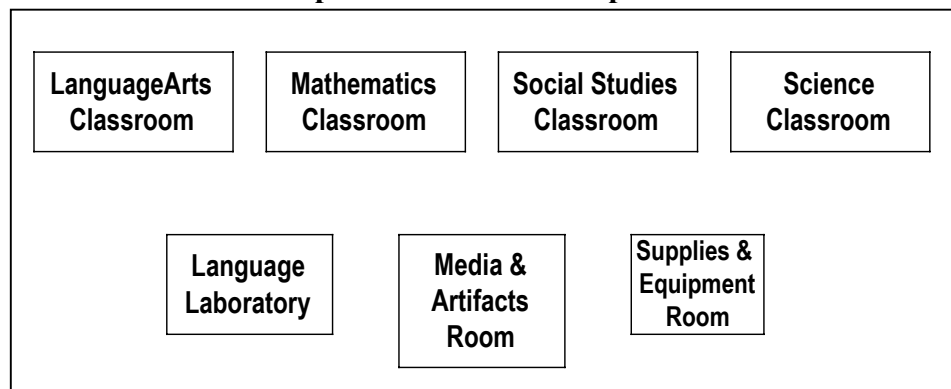 LanguageArts
Classroom
Mathematics
Classroom
Social Studies
Classroom
Science
Classroom
Language
Laboratory
Media &
Artifacts
Room
Supplies &
Equipment
Room